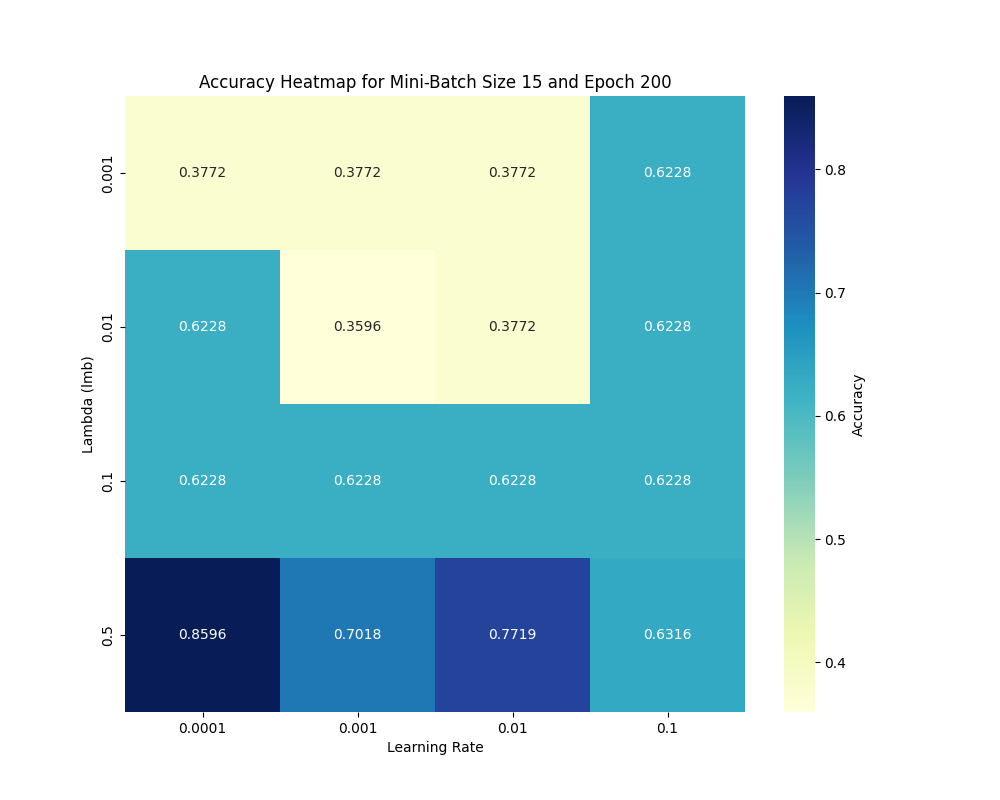 Accuracy Heatmap for Mini-Batch Size 15 and Epoch 200
0.001 0.3772 0.3772 0.3772 0.6228
0.01 0.6228 0.3596 0.3772 0.6228
0.1 0.6228 0.6228 0.6228 0.6228
0.5 0.8596 0.7018 0.7719 0.6316
Lambda (lmb)
0.0001 0.001 0.01 0.1
Learning Rate
0.8
0.7
0.6
0.5
0.4
Accuracy